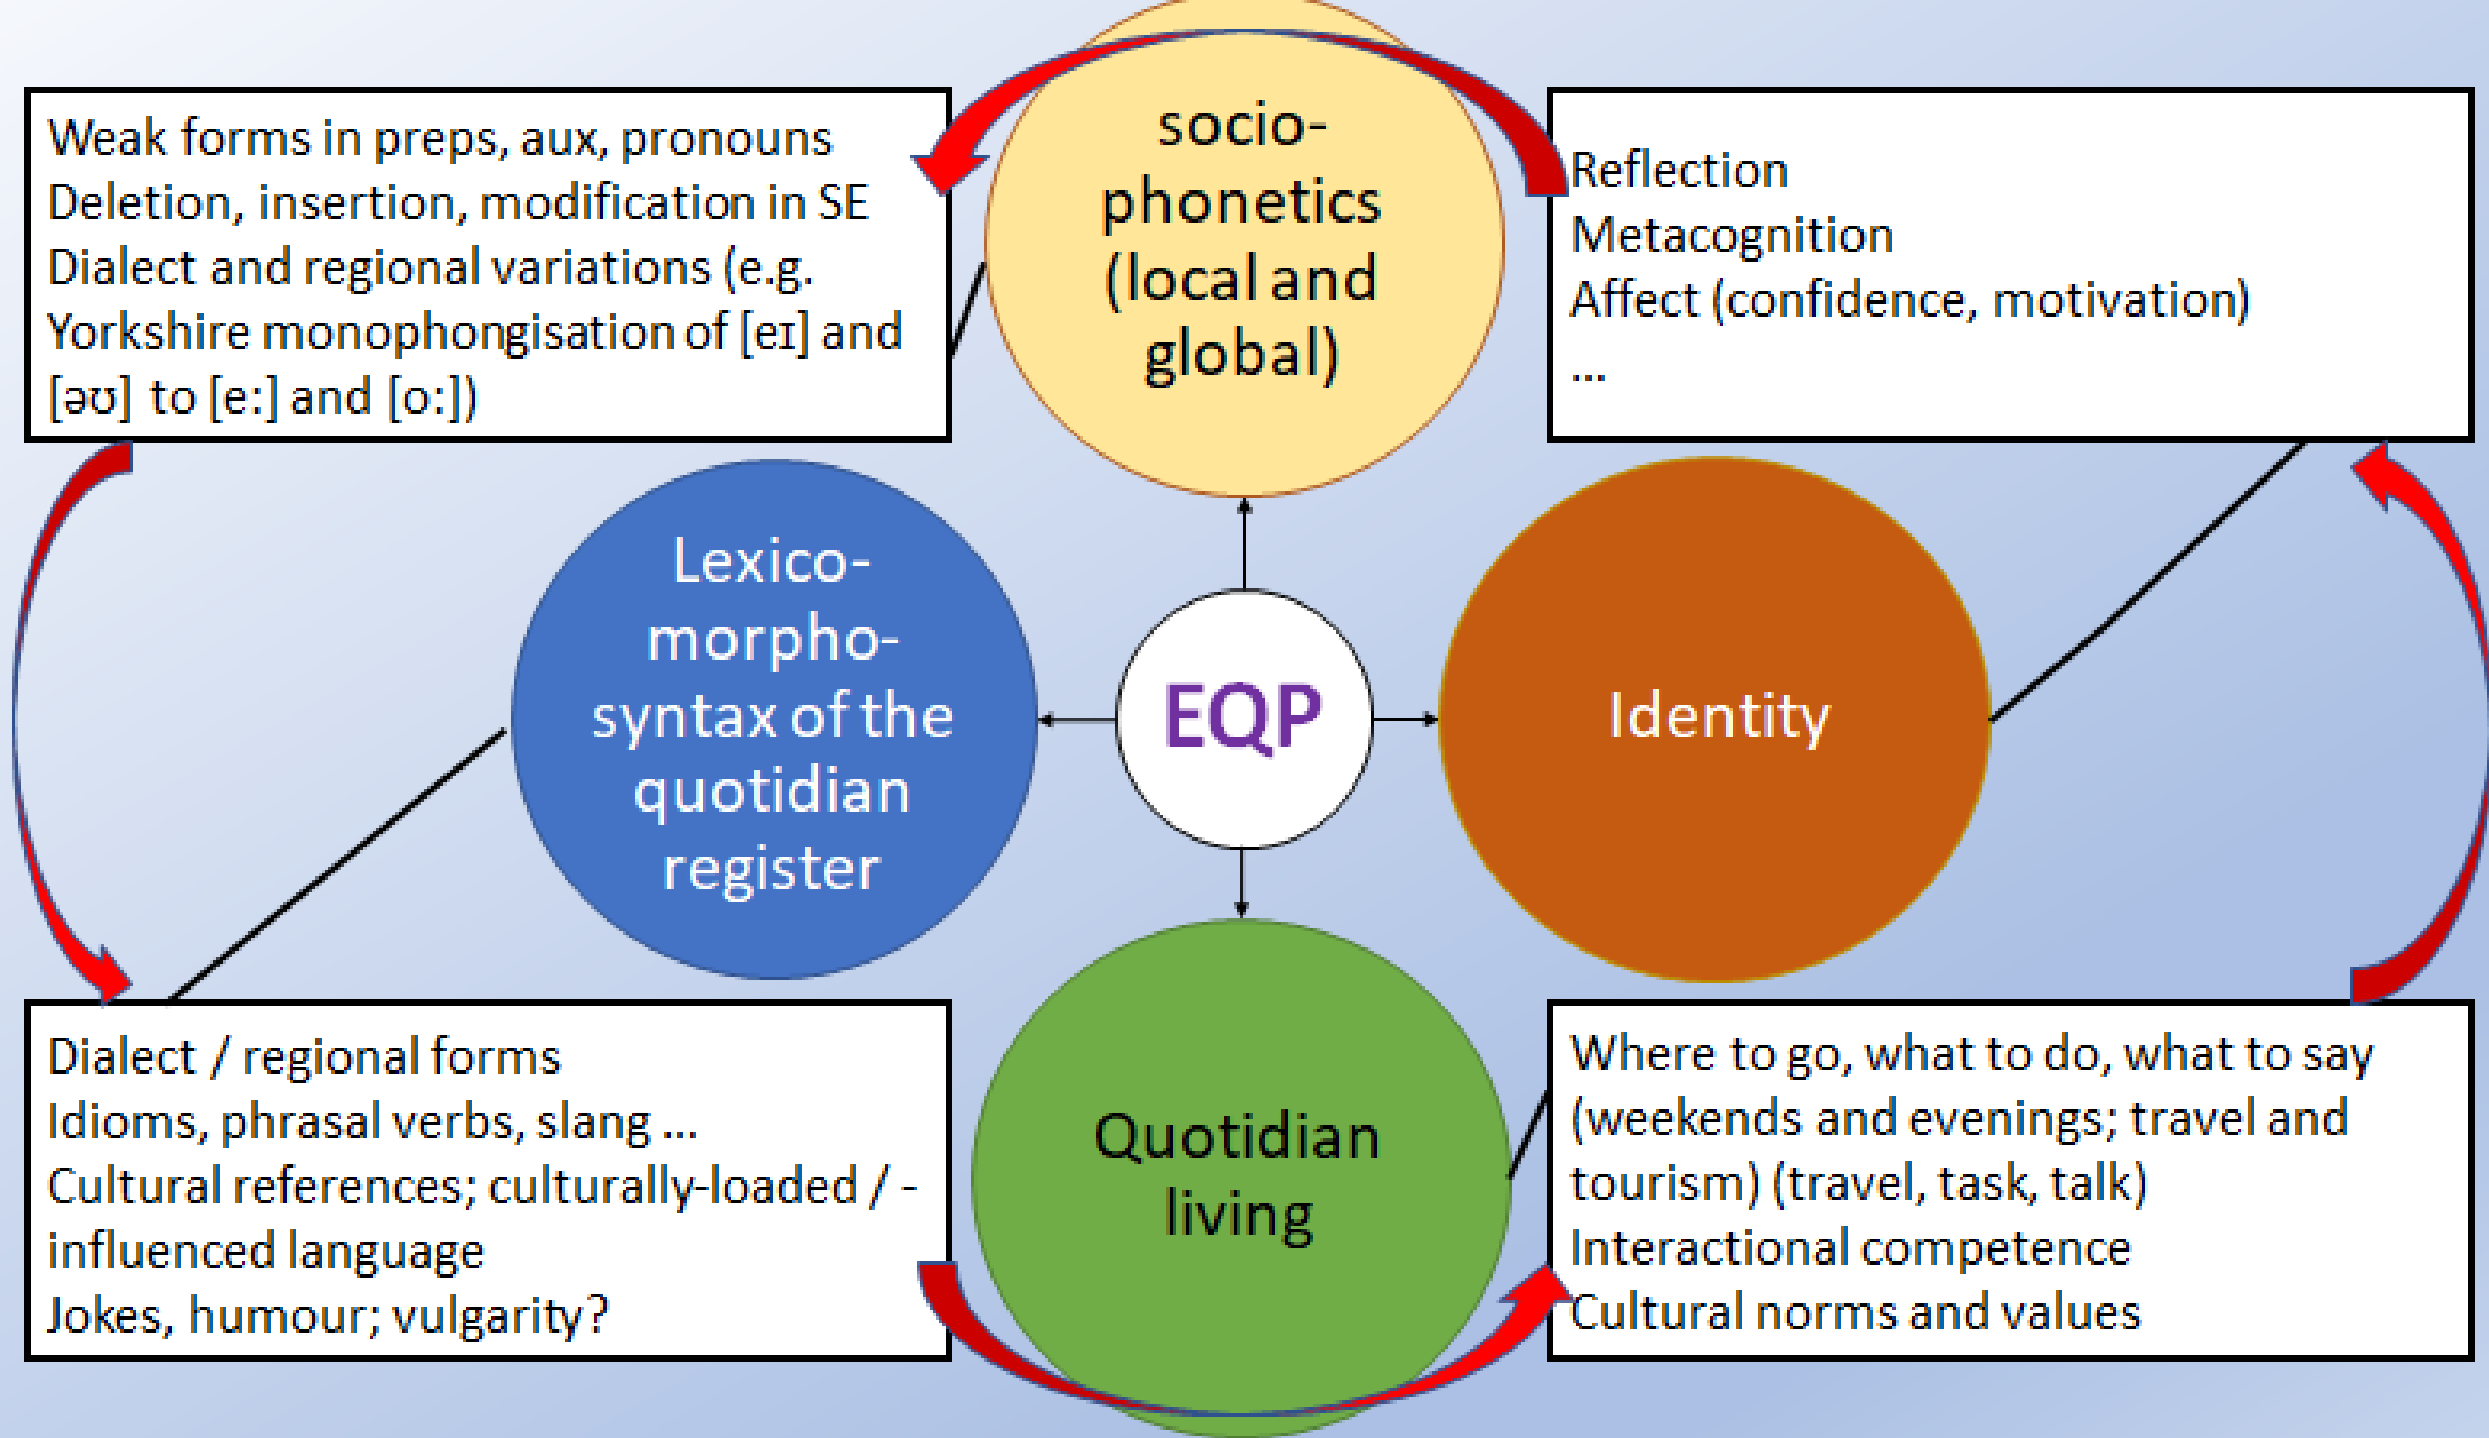 Weak forms in preps, aux, pronouns
Deletion, insertion, modification in SE
Dialect and regional variations (e.g.
Yorkshire monophongisation of [eɪ] and
[əʊ] to [e:] and [o:])
socio-
phonetics
(local and
global)
Reflection
Metacognition
Affect (confidence, motivation)
...
Lexico-
morpho-
syntax of the
quotidian
register
EQP
Identity
Dialect / regional forms
Idioms, phrasal verbs, slang ...
Cultural references; culturally-loaded / -
influenced language
Jokes, humour; vulgarity?
Quotidian
living
Where to go, what to do, what to say
(weekends and evenings; travel and
tourism) (travel, task, talk)
Interactional competence
Cultural norms and values